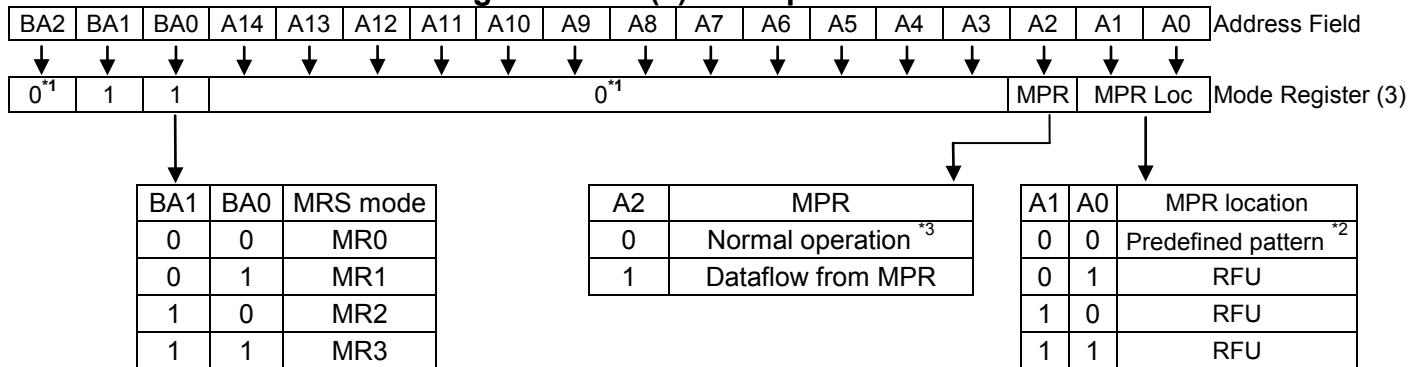 BA2 BA1 BA0 A14 A13 A12 A11 A10 A9 A8 A7 A6 A5 A4 A3 A2 A1 A0 Address Field
0*1 1 1 0*1 MPR MPR Loc Mode Register (3)
BA1 BA0 MRS mode
0 0 MR0
0 1 MR1
1 0 MR2
1 1 MR3
A2 MPR
0 Normal operation *3
1 Dataflow from MPR
A1 A0 MPR location
0 0 Predefined pattern *2
0 1 RFU
1 0 RFU
1 1 RFU